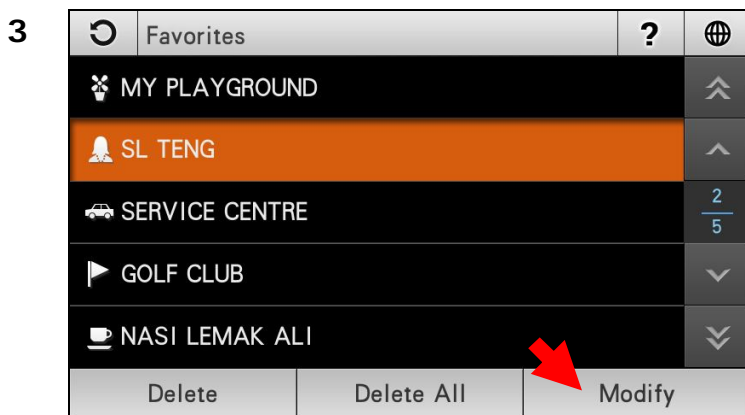 3
Favorites ?
MY PLAYGROUND
SL TENG
SERVICE CENTRE
2
5
GOLF CLUB
NASI LEMAK ALI
Delete Delete All Modify